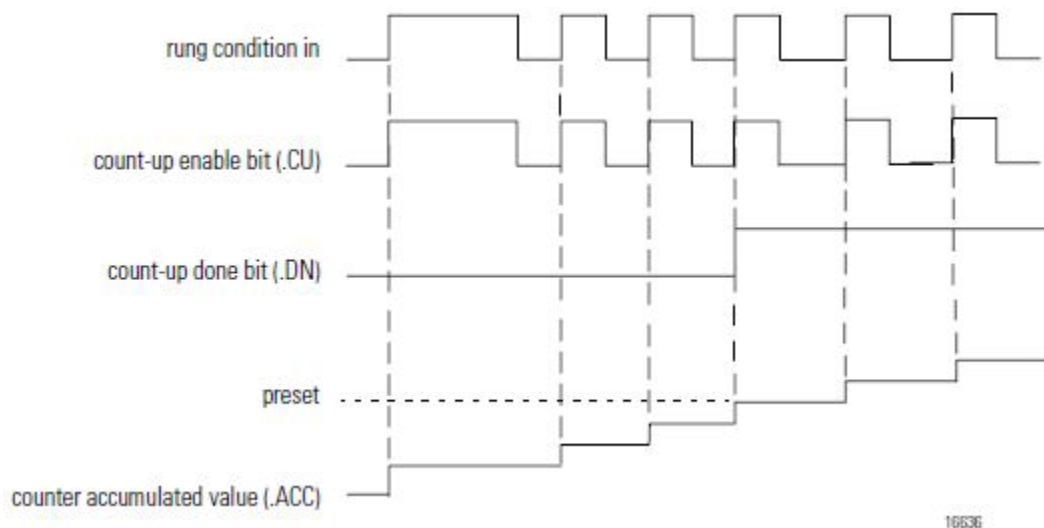 rung condition in
count-up enable bit (.CU)
count-up done bit (.DN)
preset
counter accumulated value (.ACC)
16636